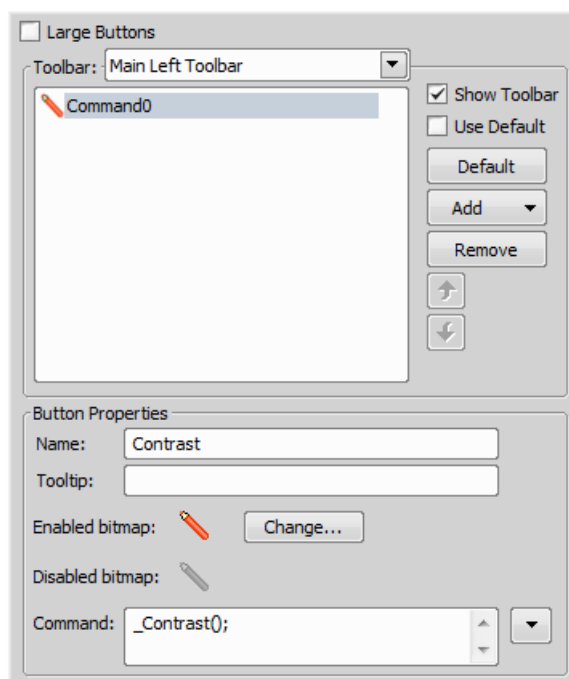 Large Buttons
Toolbar: Main Left Toolbar
Command0
Show Toolbar
Use Default
Default
Add
Remove
Button Properties
Name: Contrast
Tooltip:
Enabled bitmap: Change...
Disabled bitmap:
Command: _Contrast();